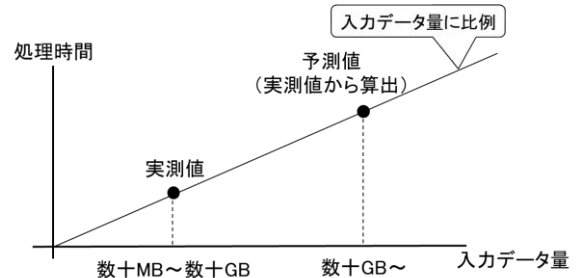 入力データ量に比例
処理時間
予測値
（実測値から算出）
実測値
数十MB～数十GB
数十GB～
入力データ量